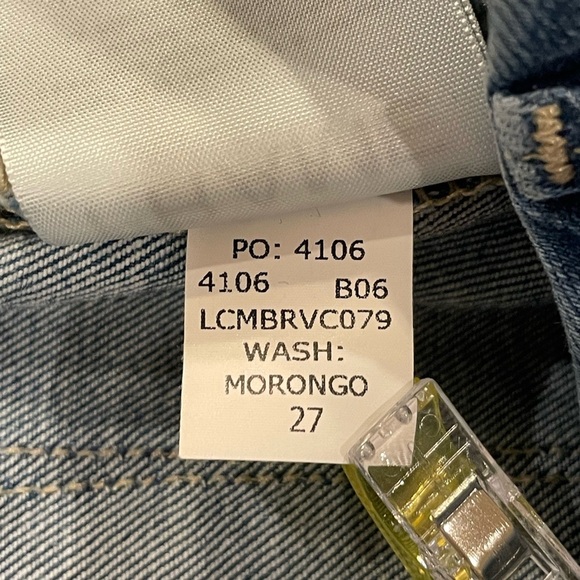 PO: 4106
4106 B06
LCMBRVC079
WASH:
MORONGO
27